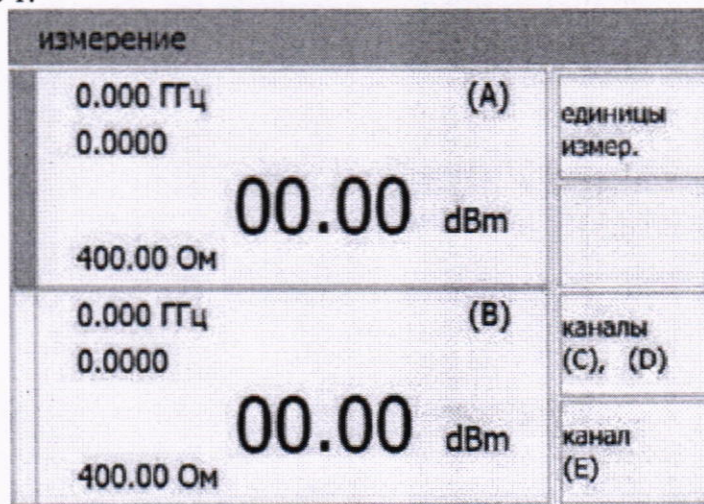 измерение
0.000 ГГц (A)
0.0000
00.00 dBm
400.00 Ом
0.000 ГГц (B)
0.0000
00.00 dBm
400.00 Ом
единицы
измер.
каналы
(C), (D)
канал
(E)